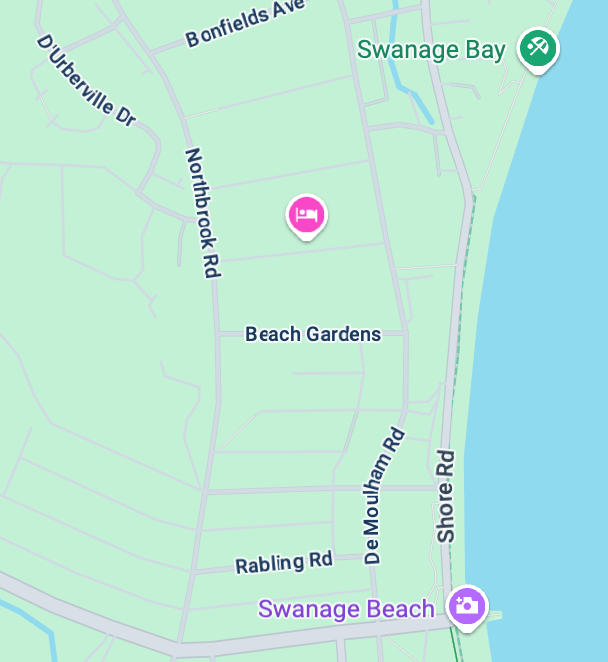 Bonfields Ave
Swanage Bay
D'Urberville Dr
Northbrook Rd
Beach Gardens
De Moulham Rd
Shore Rd
Rabling Rd
Swanage Beach